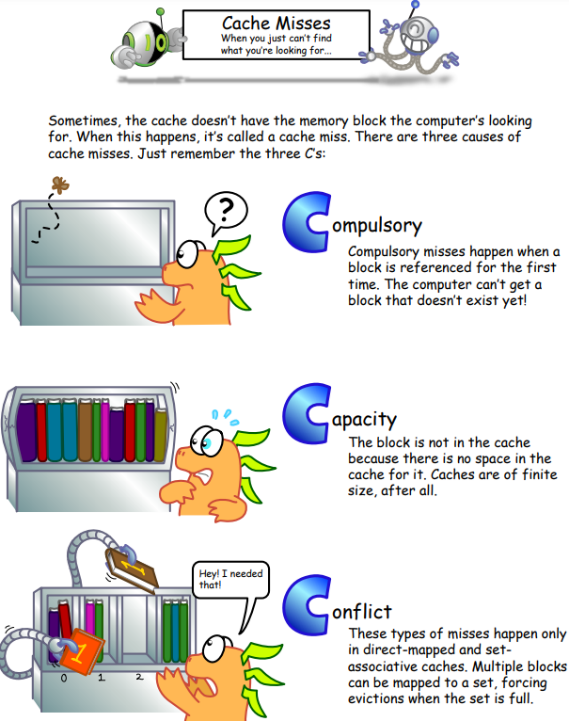 Cache Misses
When you just can't find
what you're looking for...
Sometimes, the cache doesn't have the memory block the computer's looking
for. When this happens, it's called a cache miss. There are three causes of
cache misses. Just remember the three C's:
?
Compulsory
Compulsory misses happen when a
block is referenced for the first
time. The computer can't get a
block that doesn't exist yet!
Capacity
The block is not in the cache
because there is no space in the
cache for it. Caches are of finite
size, after all.
1
Hey! I needed
that!
Conflict
These types of misses happen only
in direct-mapped and set-
associative caches. Multiple blocks
can be mapped to a set, forcing
evictions when the set is full.
1
0 1 2